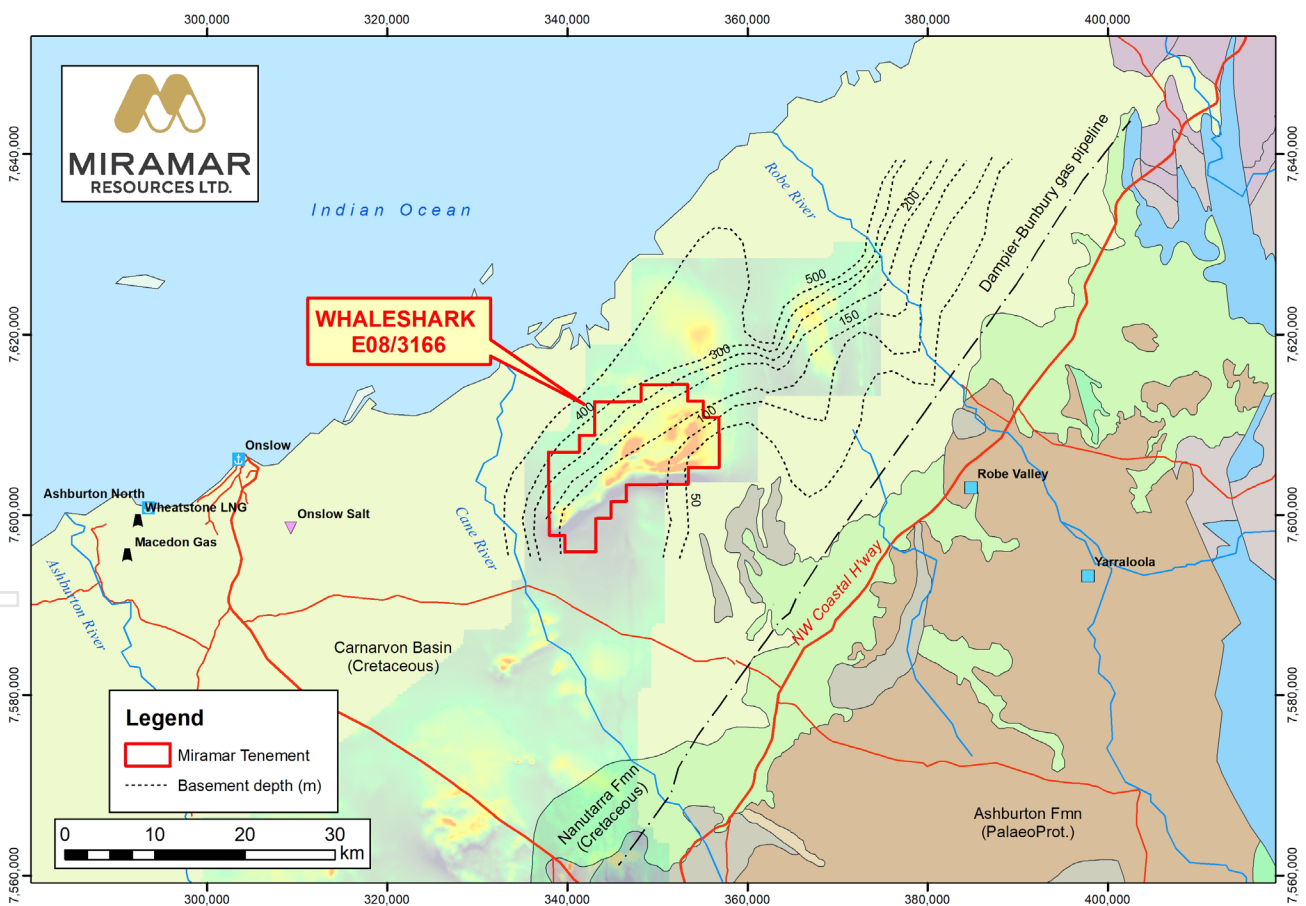 300,000
320,000
340,000
360,000
380,000
400,000
7,640,000
7,620,000
7,600,000
7,580,000
7,560,000
7,640,000
7,620,000
7,600,000
7,580,000
7,560,000
MIRAMAR
RESOURCES LTD.
Indian Ocean
Robe River
Dampier-Bunbury gas pipeline
200
500
150
300
400
100
50
WHALESHARK
E08/3166
Onslow
Ashburton North
Wheatstone LNG
Macedon Gas
Onslow Salt
Ashburton River
Cane River
Robe Valley
Yarraloola
NW Coastal H'way
Carnarvon Basin
(Cretaceous)
Nanutarra Fmn
(Cretaceous)
Ashburton Fmn
(PalaeoProt.)
Legend
Miramar Tenement
Basement depth (m)
0 10 20 30
km
300,000
320,000
340,000
360,000
380,000
400,000